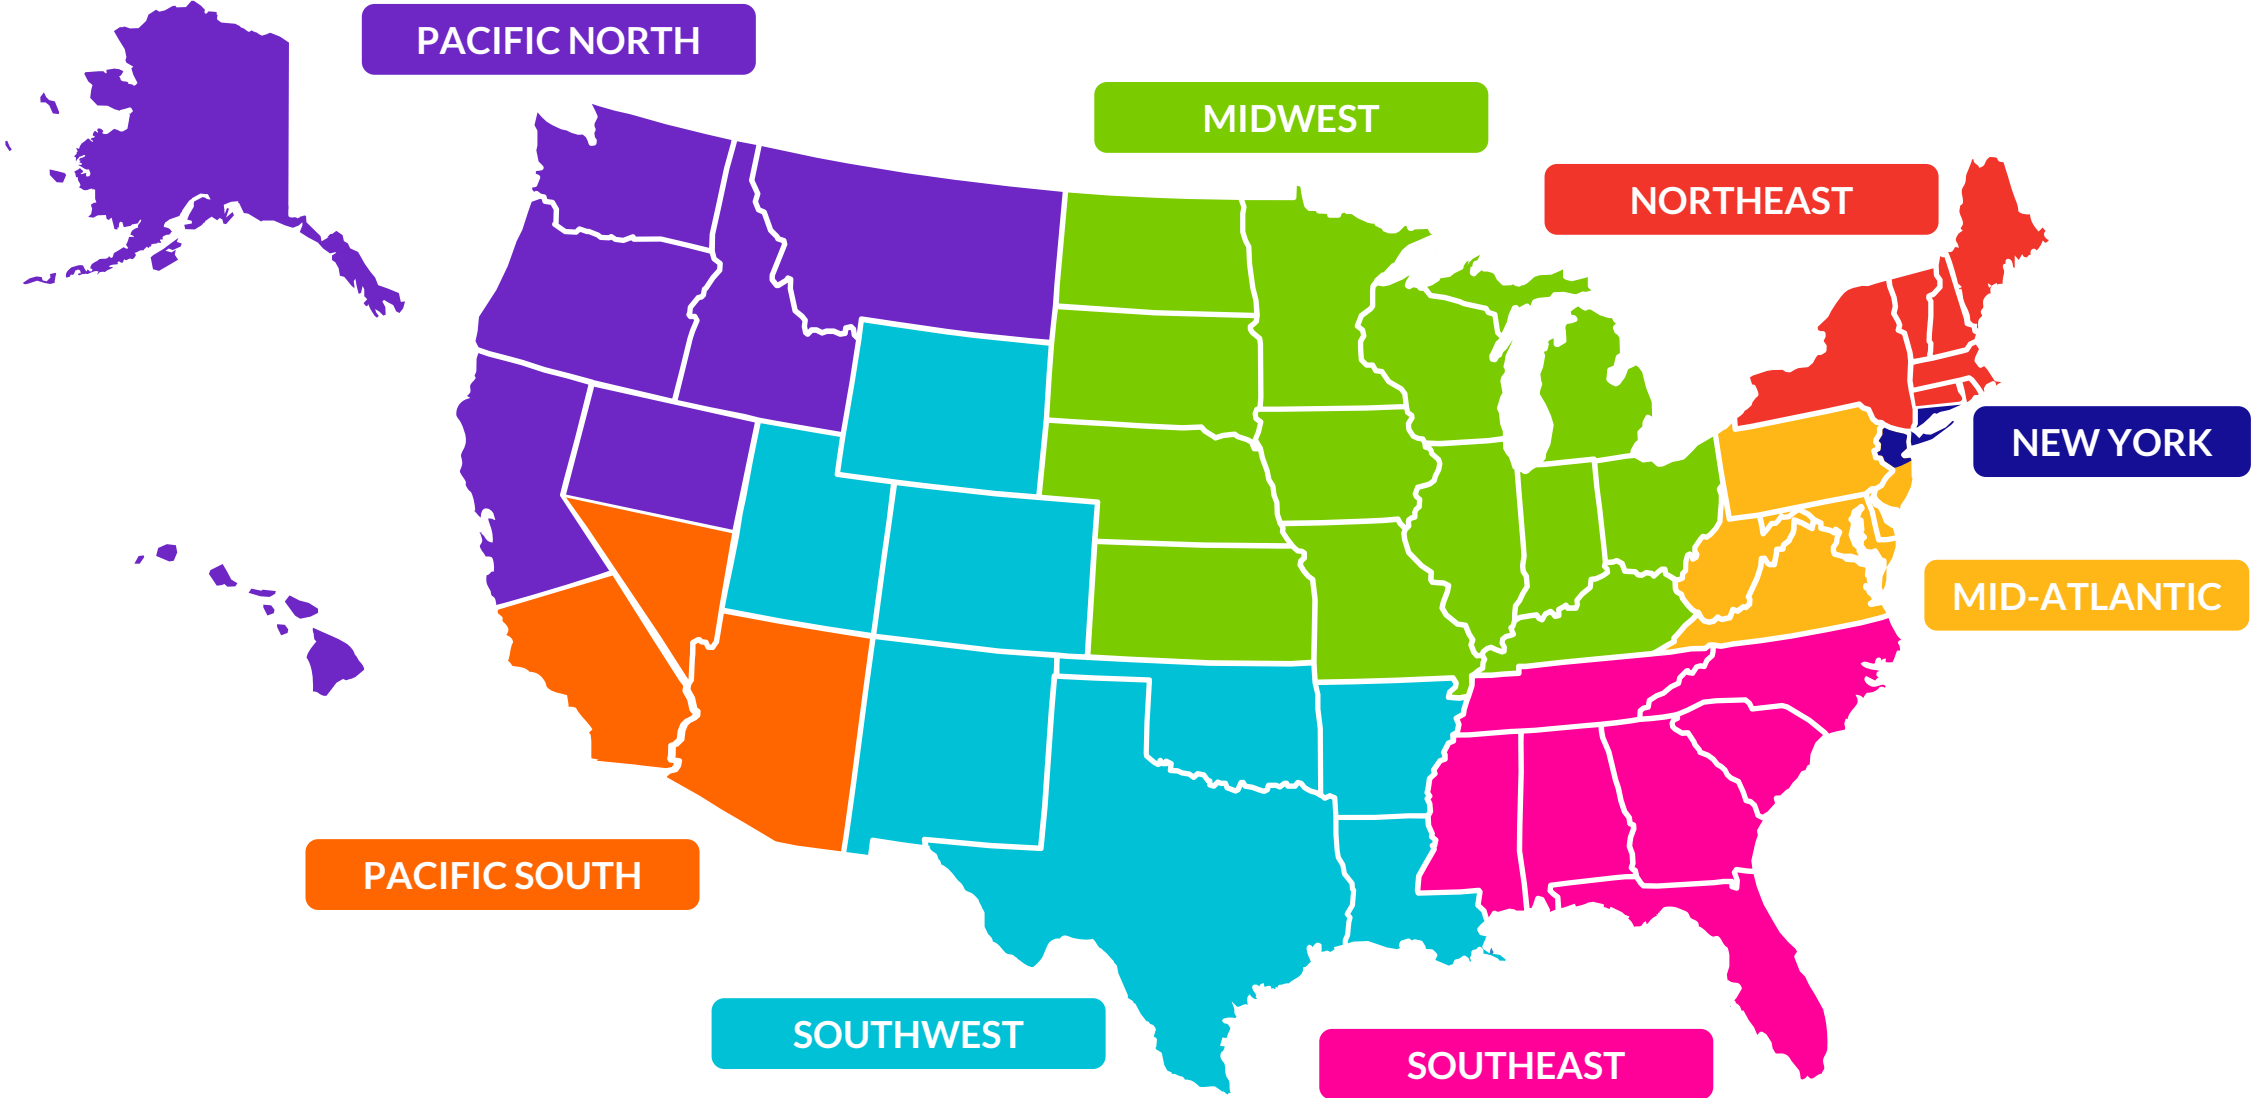 PACIFIC NORTH
MIDWEST
NORTHEAST
NEW YORK
MID-ATLANTIC
PACIFIC SOUTH
SOUTHWEST
SOUTHEAST